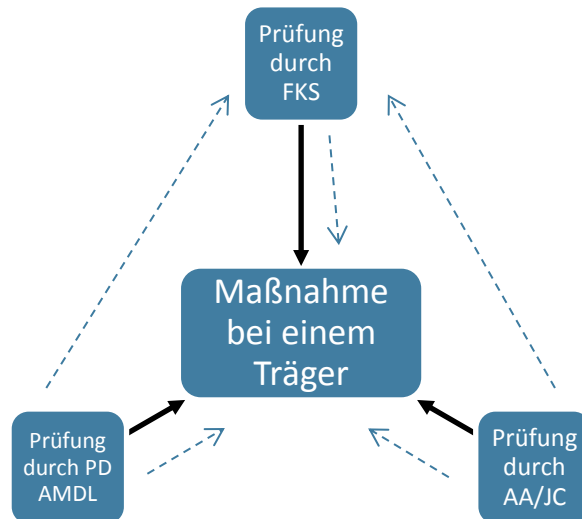 Prüfung
durch
FKS
Maßnahme
bei einem
Träger
Prüfung
durch PD
AMDL
Prüfung
durch
AA/JC